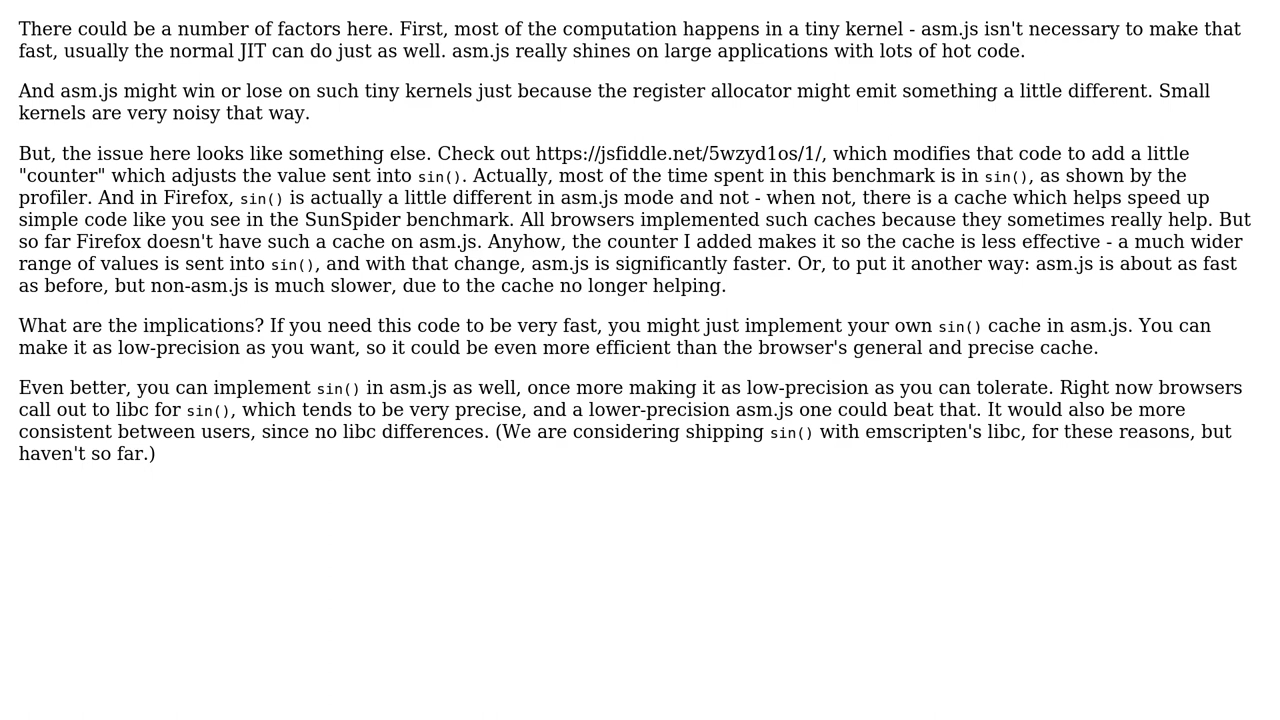 There could be a number of factors here. First, most of the computation happens in a tiny kernel - asm.js isn't necessary to make that
fast, usually the normal JIT can do just as well. asm.js really shines on large applications with lots of hot code.
And asm.js might win or lose on such tiny kernels just because the register allocator might emit something a little different. Small
kernels are very noisy that way.
But, the issue here looks like something else. Check out https://jsfiddle.net/5wzyd1os/1/, which modifies that code to add a little
"counter" which adjusts the value sent into sin(). Actually, most of the time spent in this benchmark is in sin(), as shown by the
profiler. And in Firefox, sin() is actually a little different in asm.js mode and not - when not, there is a cache which helps speed up
simple code like you see in the SunSpider benchmark. All browsers implemented such caches because they sometimes really help. But
so far Firefox doesn't have such a cache on asm.js. Anyhow, the counter I added makes it so the cache is less effective - a much wider
range of values is sent into sin(), and with that change, asm.js is significantly faster. Or, to put it another way: asm.js is about as fast
as before, but non-asm.js is much slower, due to the cache no longer helping.
What are the implications? If you need this code to be very fast, you might just implement your own sin() cache in asm.js. You can
make it as low-precision as you want, so it could be even more efficient than the browser's general and precise cache.
Even better, you can implement sin() in asm.js as well, once more making it as low-precision as you can tolerate. Right now browsers
call out to libc for sin(), which tends to be very precise, and a lower-precision asm.js one could beat that. It would also be more
consistent between users, since no libc differences. (We are considering shipping sin() with emscripten's libc, for these reasons, but
haven't so far.)